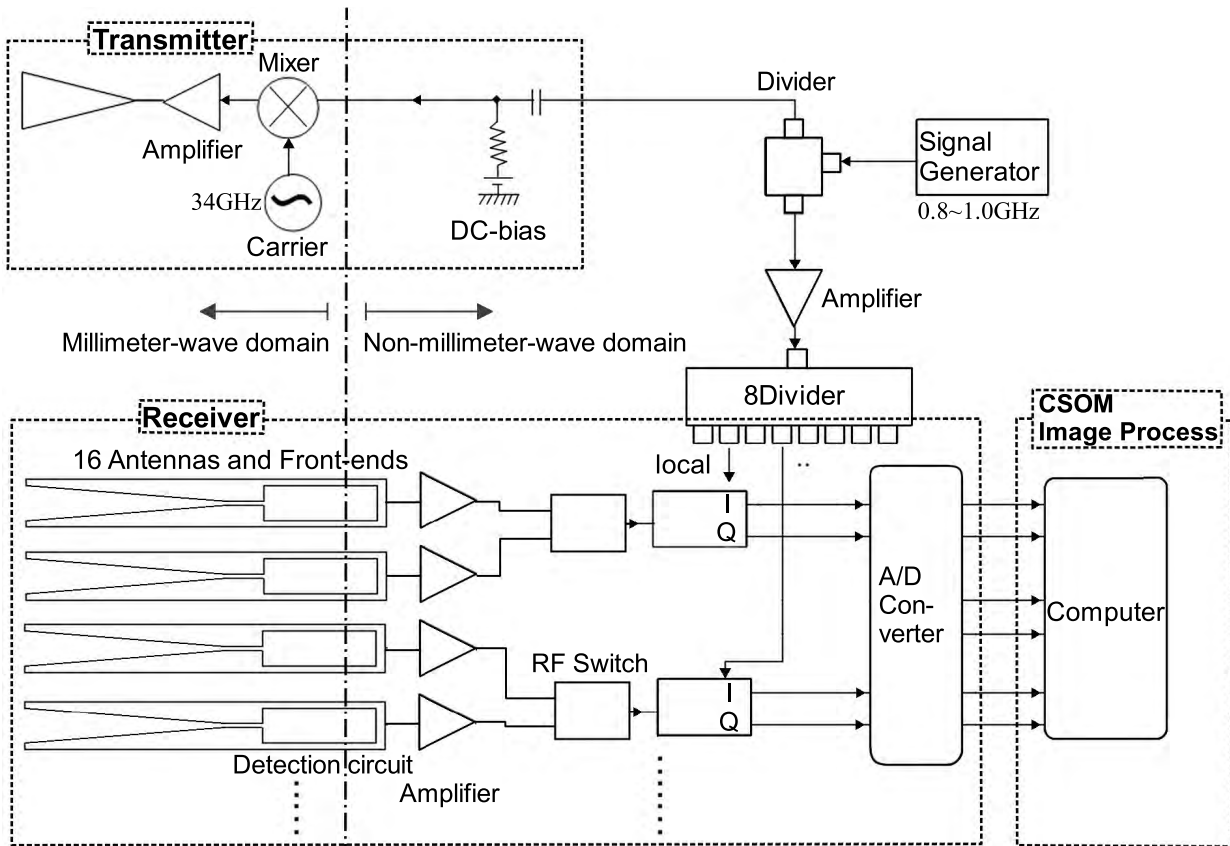 Transmitter
Mixer
Amplifier
34GHz
Carrier
DC-bias
Divider
Signal
Generator
0.8~1.0GHz
Amplifier
Millimeter-wave domain
Non-millimeter-wave domain
8Divider
Receiver
16 Antennas and Front-ends
local
..
I
Q
RF Switch
I
Q
Detection circuit
Amplifier
A/D
Con-
verter
CSOM
Image Process
Computer